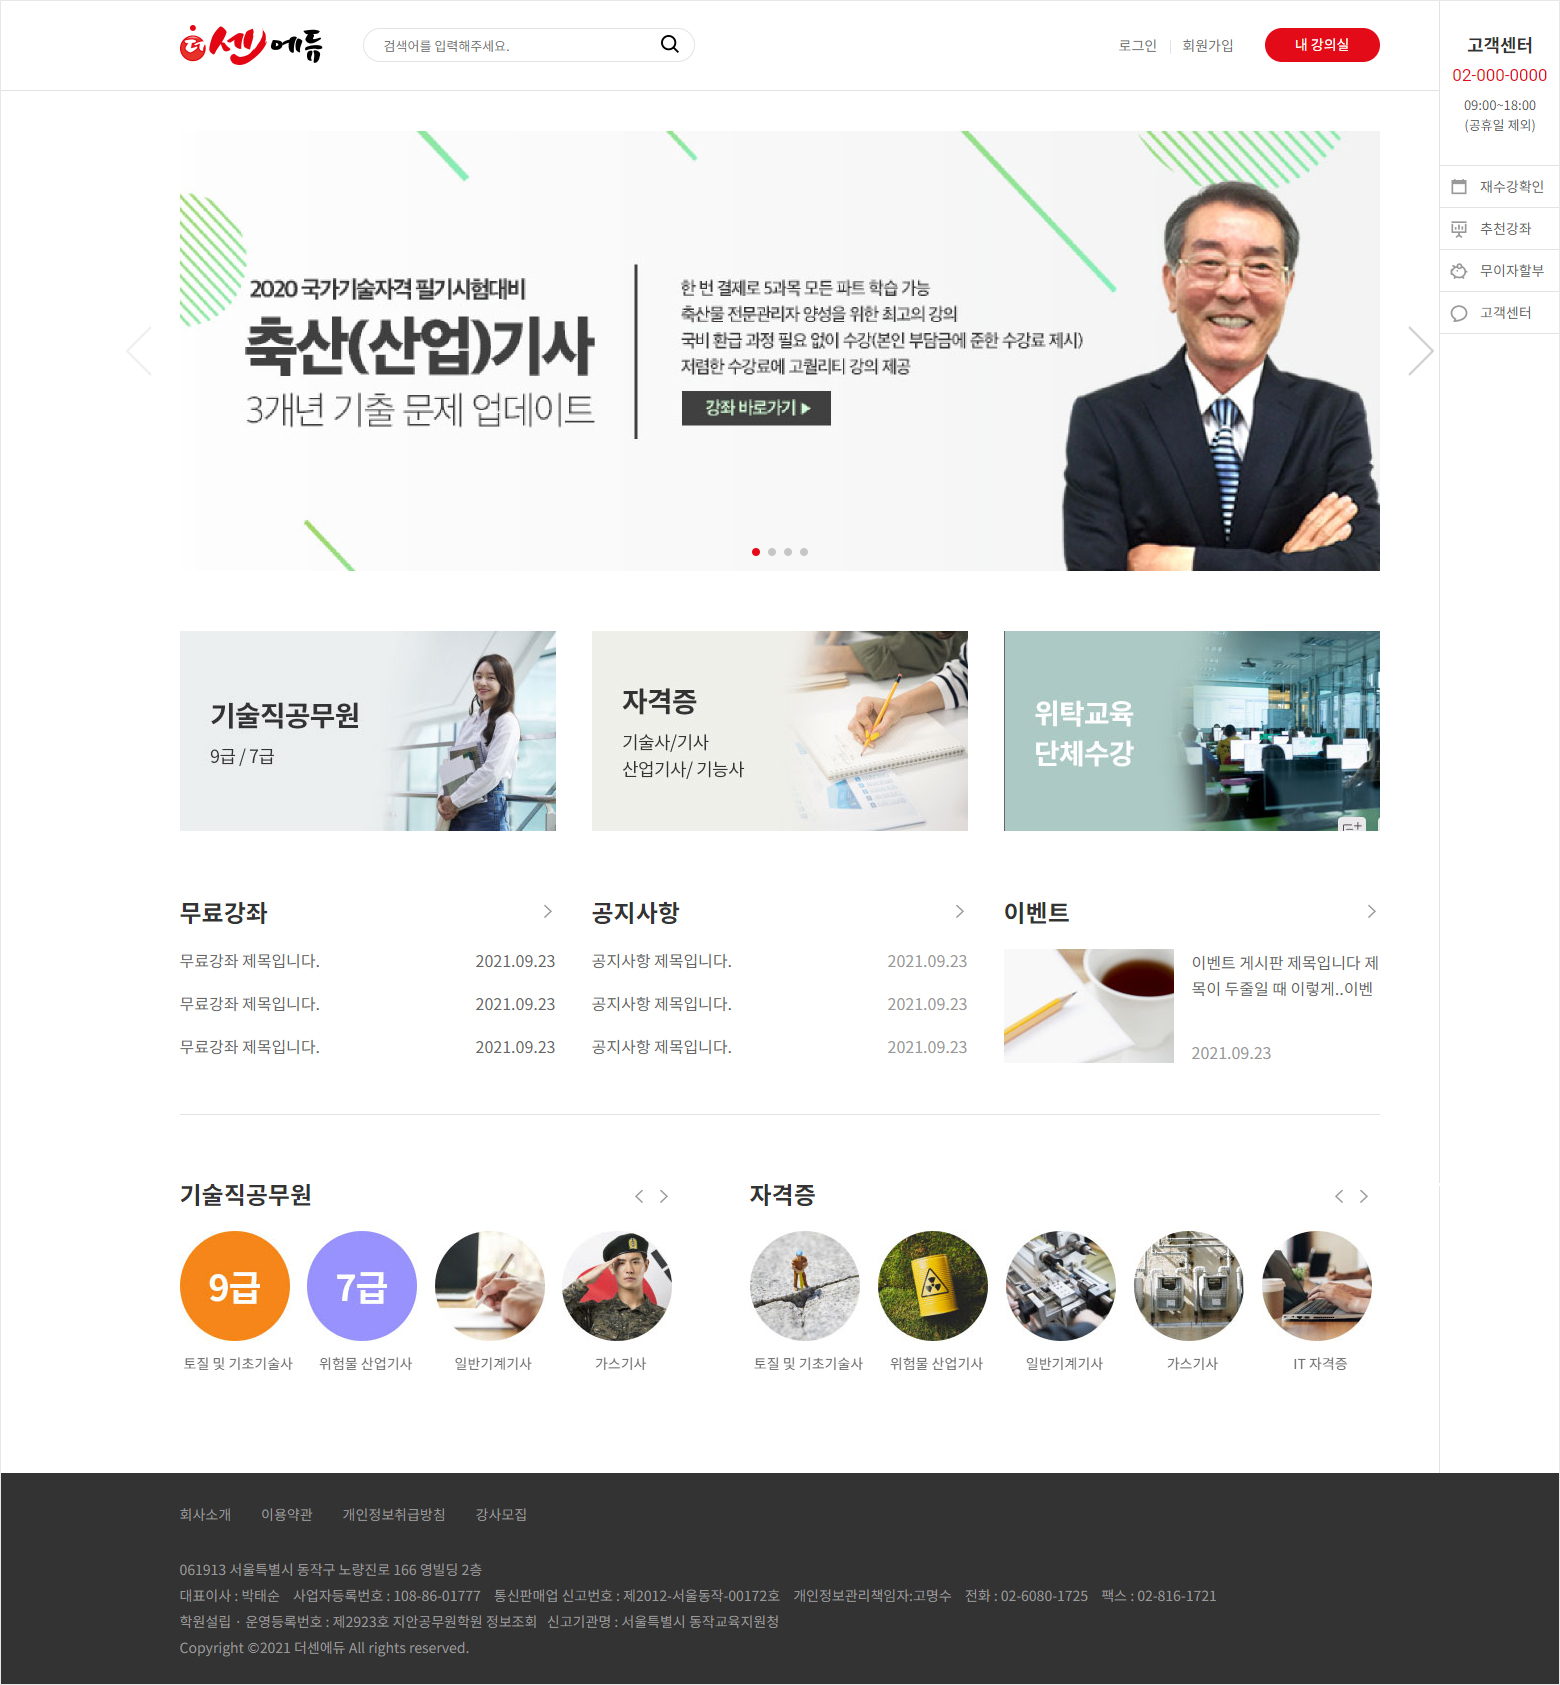 더셴에듀
검색어를 입력해주세요.
로그인
회원가입
내 강의실
고객센터
02-000-0000
09:00~18:00
(공휴일 제외)
재수강확인
추천강좌
무이자할부
고객센터
2020 국가기술자격 필기시험대비
축산(산업)기사
3개년 기출 문제 업데이트
한 번 결제로 5과목 모든 파트 학습 가능
축산물 전문관리자 양성을 위한 최고의 강의
국비 환급 과정 필요 없이 수강(본인 부담금에 준한 수강료 제시)
저렴한 수강료에 고퀄리티 강의 제공
강좌 바로가기 ▶
기술직공무원
9급 / 7급
자격증
기술사/기사
산업기사/ 기능사
위탁교육
단체수강
무료강좌
무료강좌 제목입니다. 2021.09.23
무료강좌 제목입니다. 2021.09.23
무료강좌 제목입니다. 2021.09.23
공지사항
공지사항 제목입니다. 2021.09.23
공지사항 제목입니다. 2021.09.23
공지사항 제목입니다. 2021.09.23
이벤트
이벤트 게시판 제목입니다 제
목이 두줄일 때 이렇게..이벤
2021.09.23
기술직공무원
9급
7급
토질 및 기초기술사
위험물 산업기사
일반기계기사
가스기사
자격증
토질 및 기초기술사
위험물 산업기사
일반기계기사
가스기사
IT 자격증
회사소개 이용약관 개인정보취급방침 강사모집
061913 서울특별시 동작구 노량진로 166 영빌딩 2층
대표이사 : 박태순 사업자등록번호 : 108-86-01777 통신판매업 신고번호 : 제2012-서울동작-00172호 개인정보관리책임자:고명수 전화 : 02-6080-1725 팩스 : 02-816-1721
학원설립 · 운영등록번호 : 제2923호 지안공무원학원 정보조회 신고기관명 : 서울특별시 동작교육지원청
Copyright ©2021 더센에듀 All rights reserved.